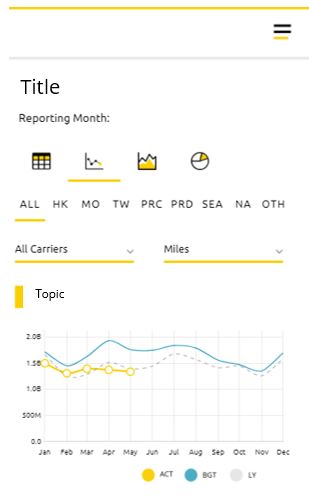 Title
Reporting Month:
ALL HK MO TW PRC PRD SEA NA OTH
All Carriers Miles
Topic
2.0B
1.5B
1.0B
500M
0.0
Jan Feb Mar Apr May Jun Jul Aug Sep Oct Nov Dec
ACT BGT LY